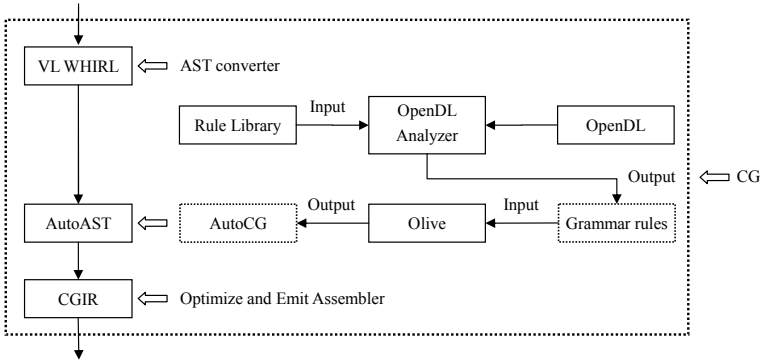 VL WHIRL
AST converter
Input
Rule Library
OpenDL
Analyzer
OpenDL
Output
CG
AutoAST
AutoCG
Output
Olive
Input
Grammar rules
CGIR
Optimize and Emit Assembler